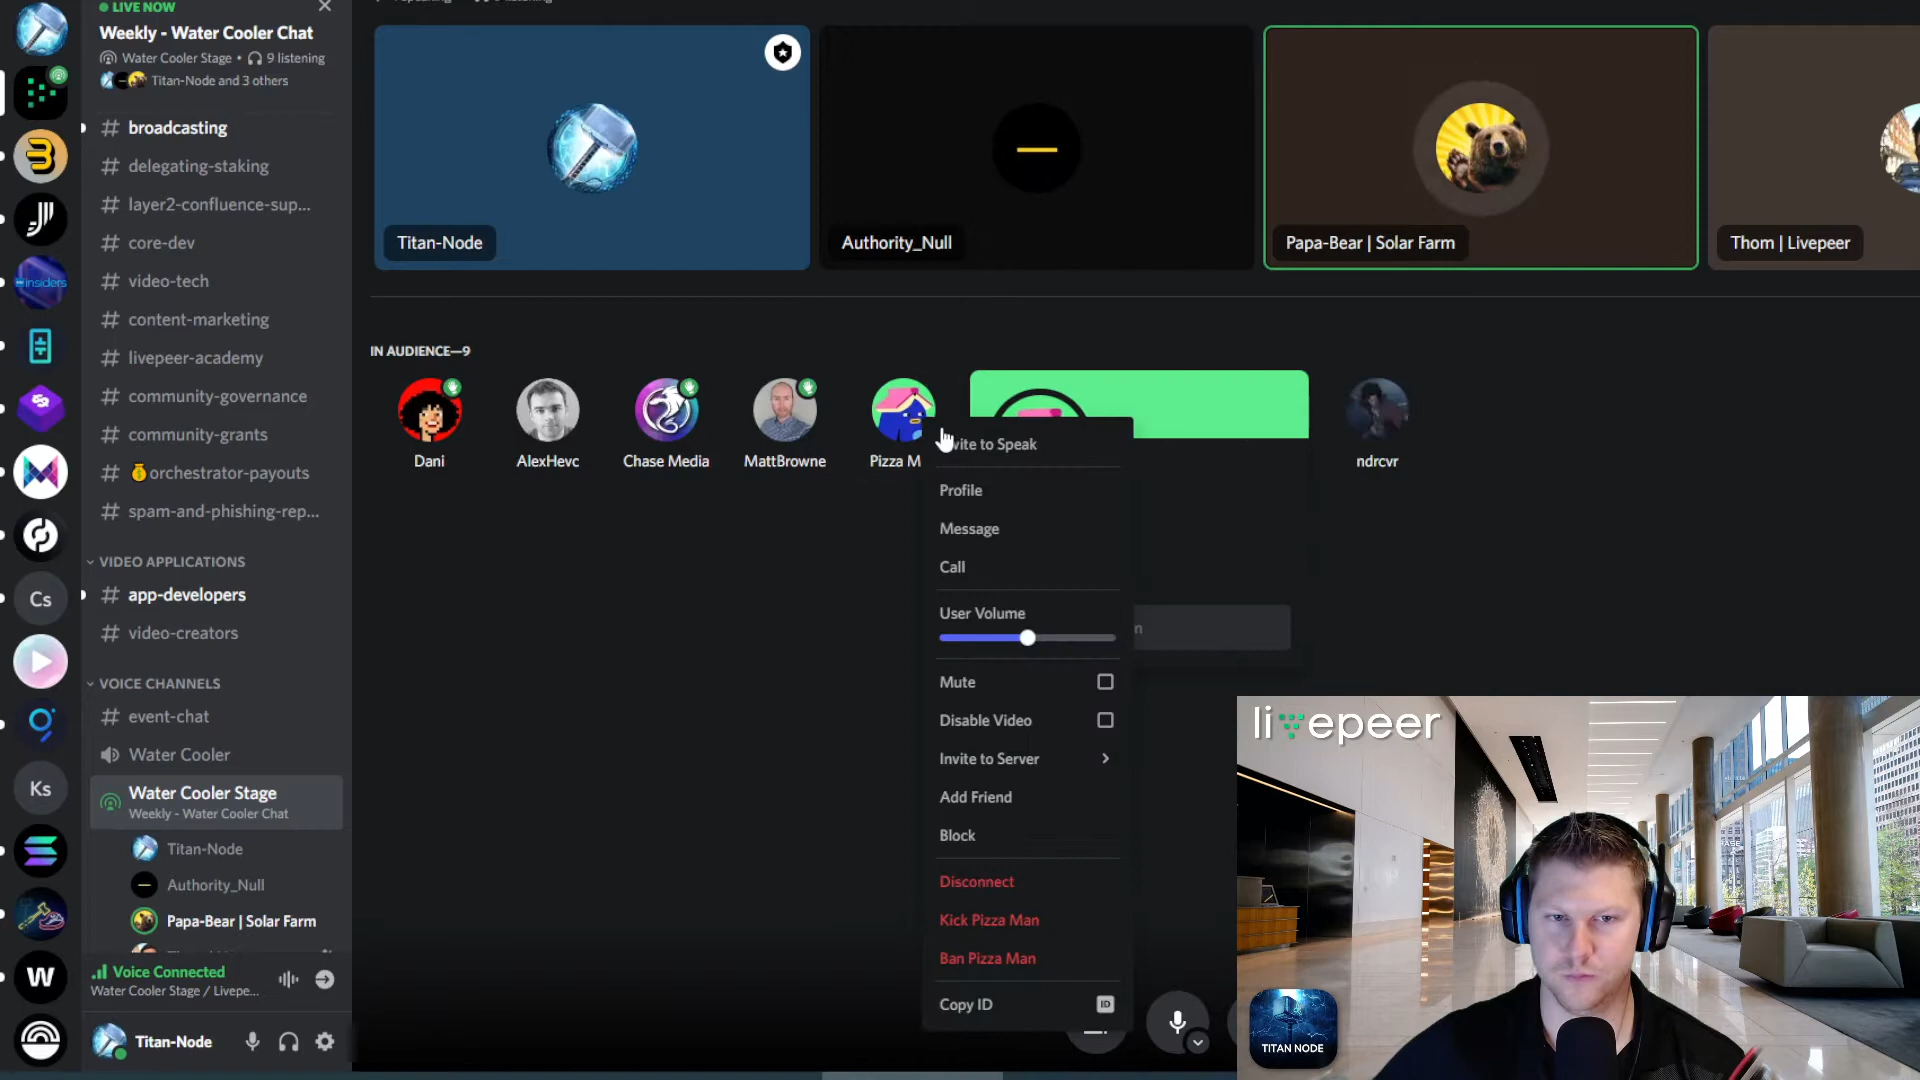 LIVE NOW
Weekly - Water Cooler Chat
Water Cooler Stage • 9 listening
Titan-Node and 3 others
# broadcasting
# delegating-staking
# layer2-confluence-sup...
# core-dev
# video-tech
# content-marketing
# livepeer-academy
# community-governance
# community-grants
# orchestrator-payouts
# spam-and-phishing-rep...
VIDEO APPLICATIONS
# app-developers
# video-creators
VOICE CHANNELS
# event-chat
Water Cooler
Water Cooler Stage
Weekly - Water Cooler Chat
Titan-Node
Authority_Null
Papa-Bear | Solar Farm
Voice Connected
Water Cooler Stage / Livepe...
Titan-Node
insiders
Cs
Ks
W
Titan-Node
Authority_Null
Papa-Bear | Solar Farm
Thom | Livepeer
IN AUDIENCE—9
Dani
AlexHevc
Chase Media
MattBrowne
Pizza M
ndrcvr
vite to Speak
Profile
Message
Call
User Volume
Mute
Disable Video
Invite to Server
Add Friend
Block
Disconnect
Kick Pizza Man
Ban Pizza Man
Copy ID
ID
livepeer
TITAN NODE